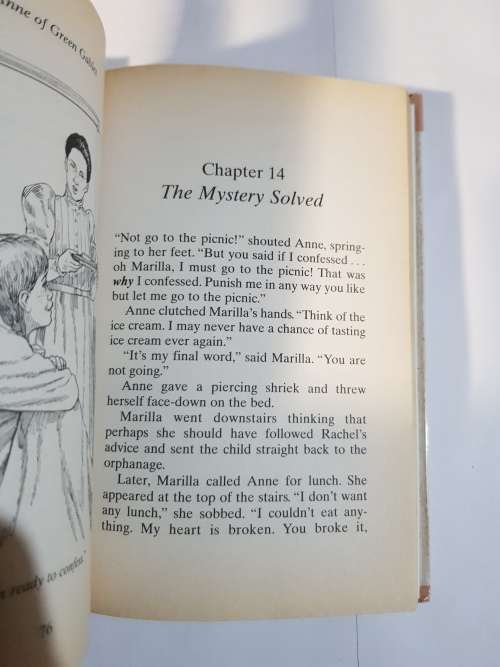 Anne of Green Gables
ready to confess."
76
Chapter 14
The Mystery Solved
“Not go to the picnic!” shouted Anne, spring-
ing to her feet. “But you said if I confessed . . .
oh Marilla, I must go to the picnic! That was
why I confessed. Punish me in any way you like
but let me go to the picnic.”
Anne clutched Marilla’s hands. “Think of the
ice cream. I may never have a chance of tasting
ice cream ever again.”
“It’s my final word,” said Marilla. “You are
not going.”
Anne gave a piercing shriek and threw
herself face-down on the bed.
Marilla went downstairs thinking that
perhaps she should have followed Rachel’s
advice and sent the child straight back to the
orphanage.
Later, Marilla called Anne for lunch. She
appeared at the top of the stairs. “I don’t want
any lunch,” she sobbed. “I couldn’t eat any-
thing. My heart is broken. You broke it,